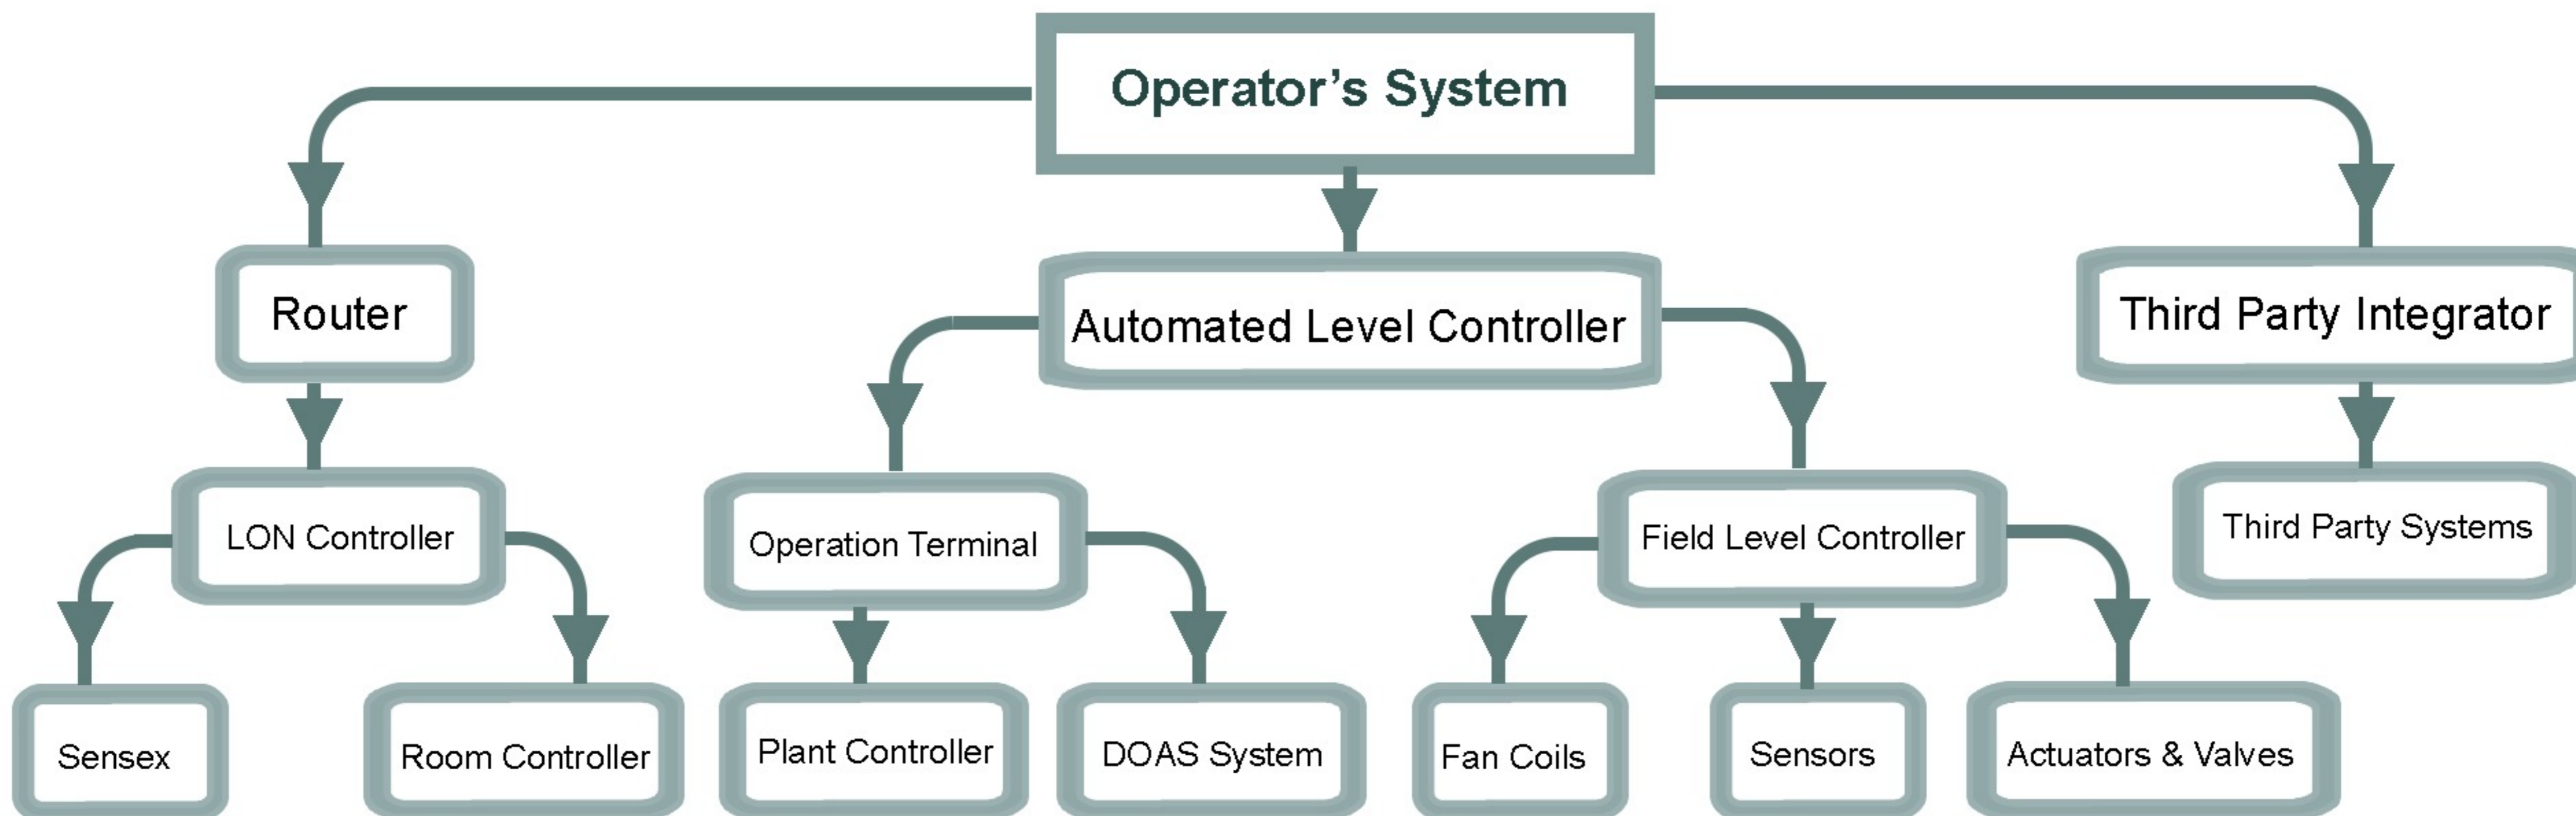 Operator’s System
Router
Automated Level Controller
Third Party Integrator
LON Controller
Operation Terminal
Field Level Controller
Third Party Systems
Sensex
Room Controller
Plant Controller
DOAS System
Fan Coils
Sensors
Actuators & Valves